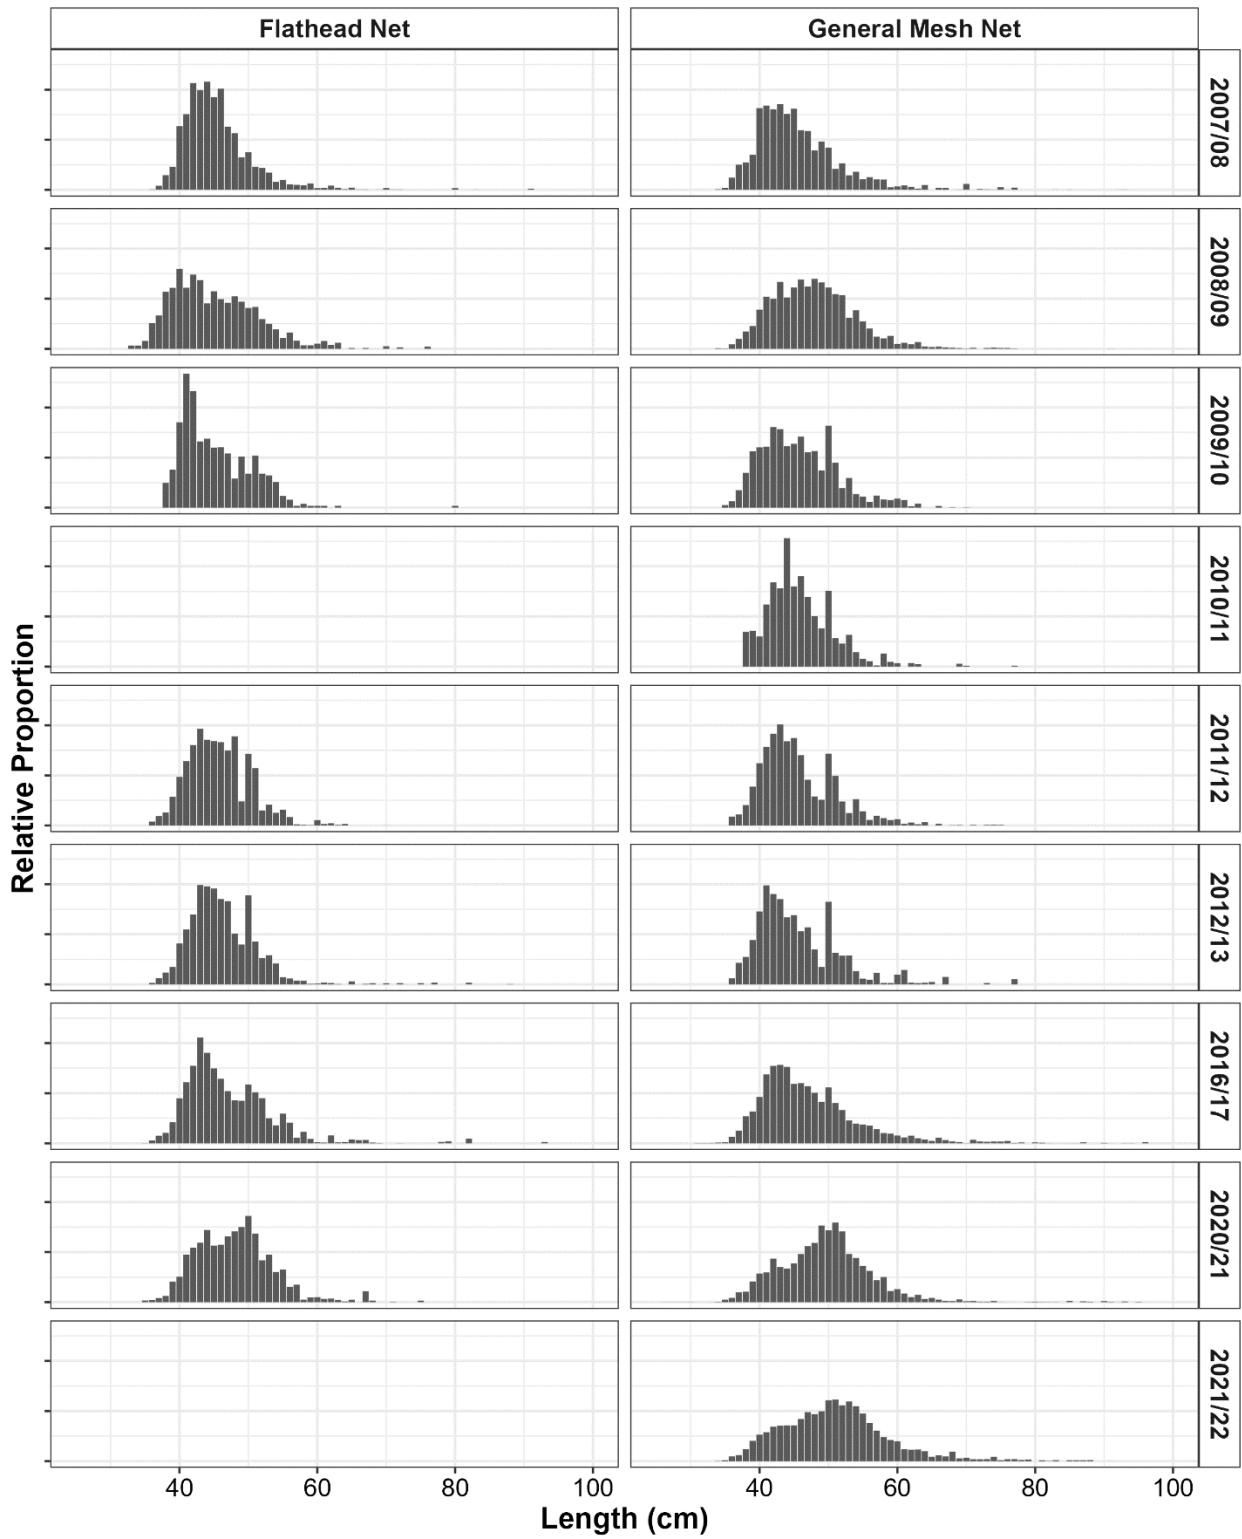 Flathead Net
General Mesh Net
2007/08
2008/09
2009/10
2010/11
2011/12
2012/13
2016/17
2020/21
2021/22
Relative Proportion
40 60 80 100
40 60 80 100
Length (cm)